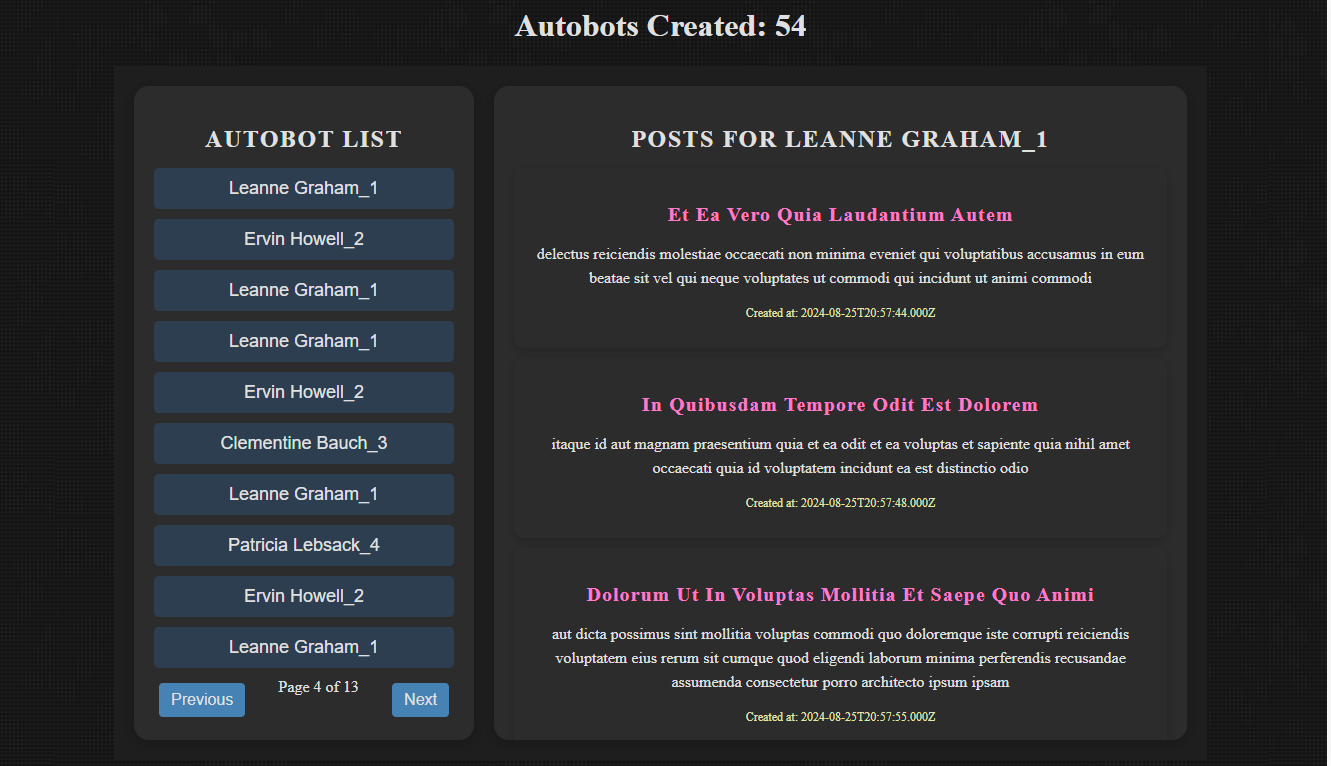 Autobots Created: 54
AUTOBOT LIST
Leanne Graham_1
Ervin Howell_2
Leanne Graham_1
Leanne Graham_1
Ervin Howell_2
Clementine Bauch_3
Leanne Graham_1
Patricia Lebsack_4
Ervin Howell_2
Leanne Graham_1
Previous
Page 4 of 13
Next
POSTS FOR LEANNE GRAHAM_1
Et Ea Vero Quia Laudantium Autem
delectus reiciendis molestiae occaecati non minima eveniet qui voluptatibus accusamus in eum
beatae sit vel qui neque voluptates ut commodi qui incidunt ut animi commodi
Created at: 2024-08-25T20:57:44.000Z
In Quibusdam Tempore Odit Est Dolorem
itaque id aut magnam praesentium quia et ea odit et ea voluptas et sapiente quia nihil amet
occaecati quia id voluptatem incidunt ea est distinctio odio
Created at: 2024-08-25T20:57:48.000Z
Dolorum Ut In Voluptas Mollitia Et Saepe Quo Animi
aut dicta possimus sint mollitia voluptas commodi quo doloremque iste corrupti reiciendis
voluptatem eius rerum sit cumque quod eligendi laborum minima perferendis recusandae
assumenda consectetur porro architecto ipsum ipsam
Created at: 2024-08-25T20:57:55.000Z